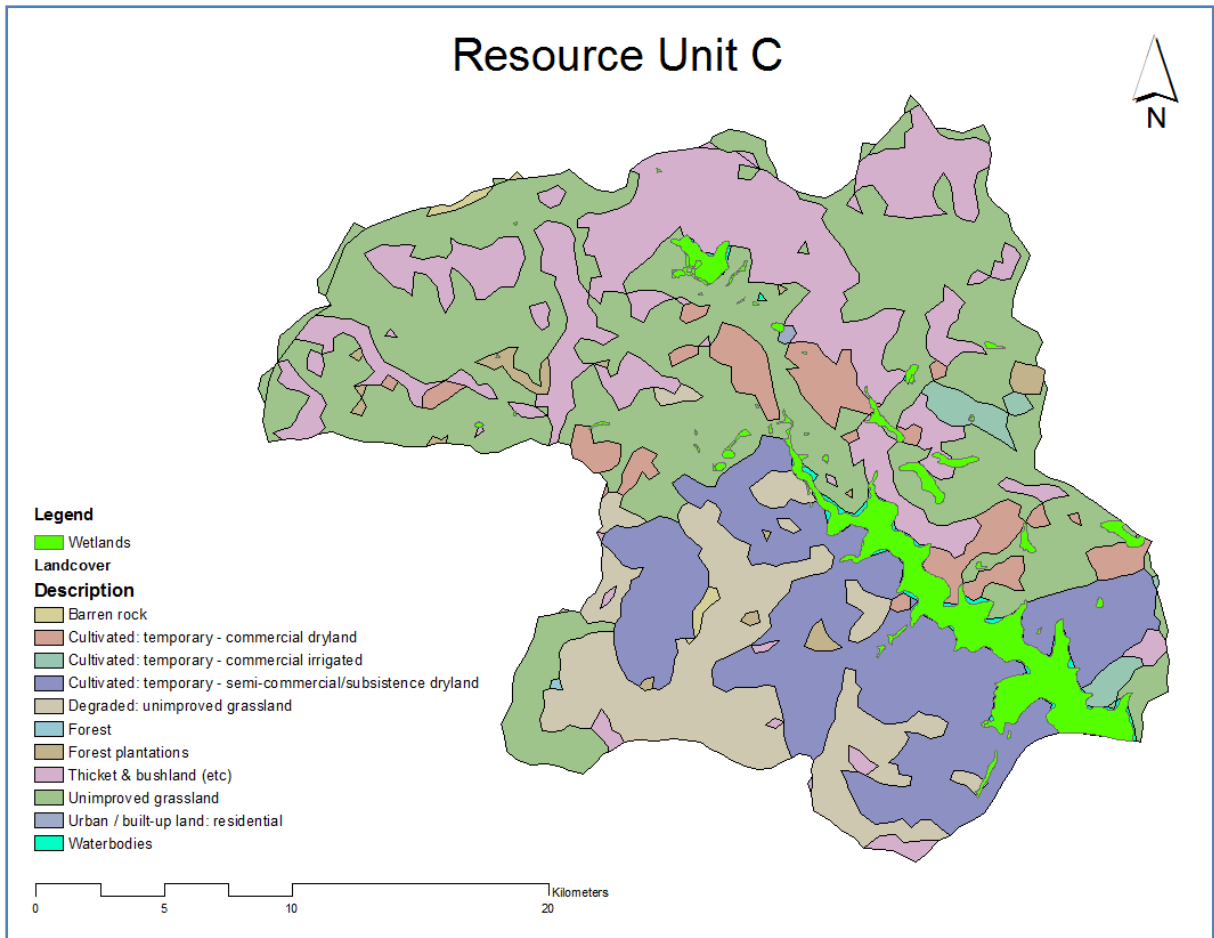 Resource Unit C
N
Legend
Wetlands
Landcover
Description
Barren rock
Cultivated: temporary - commercial dryland
Cultivated: temporary - commercial irrigated
Cultivated: temporary - semi-commercial/subsistence dryland
Degraded: unimproved grassland
Forest
Forest plantations
Thicket & bushland (etc)
Unimproved grassland
Urban / built-up land: residential
Waterbodies
Kilometers
0 5 10 20